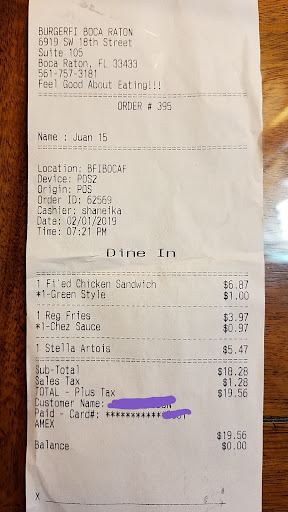 BURGERFI BOCA RATON
6919 SW 18th Street
Suite 105
Boca Raton, FL 33433
561-757-3181
Feel Good About Eating!!!
ORDER # 395
Name : Juan 15
Location: BFIBOCAF
Device: POS2
Origin: POS
Order ID: 62569
Cashier: shaneika
Date: 02/01/2019
Time: 07:21 PM
Dine In
1 Fried Chicken Sandwich $6.87
*1-Green Style $1.00
1 Reg Fries $3.97
*1-Chez Sauce $0.97
1 Stella Artois $5.47
Sub-Total $18.28
Sales Tax $1.28
TOTAL - Plus Tax $19.56
Customer Name:
Paid - Card#: ************
AMEX
$19.56
Balance $0.00
X